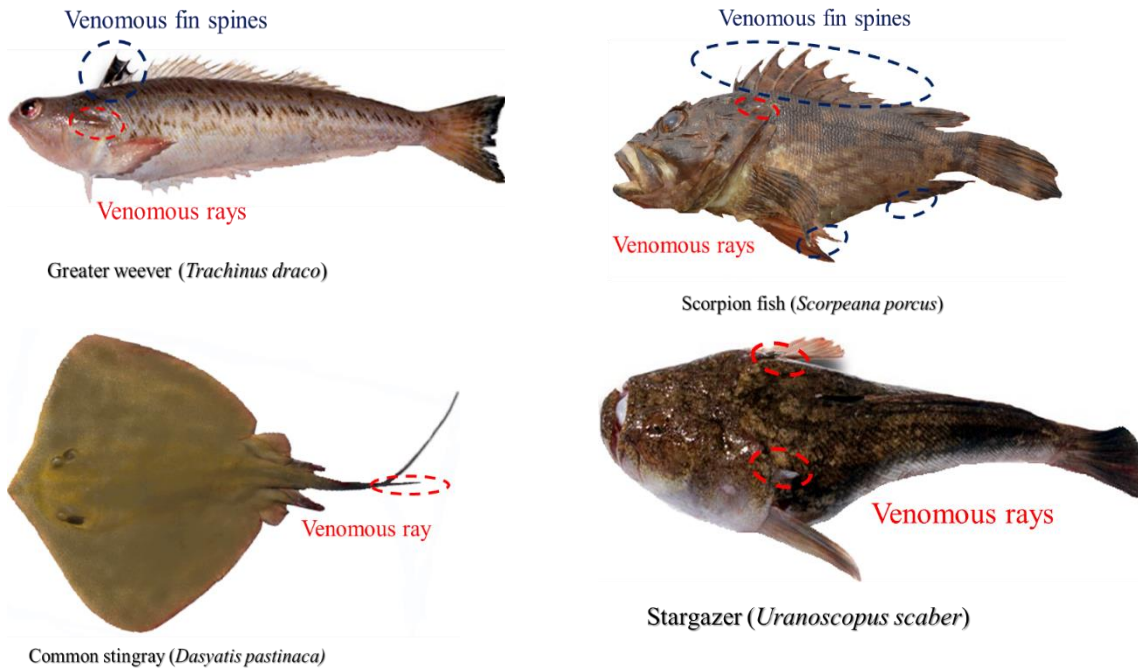 Venomous fin spines
Venomous rays
Greater weever (Trachinus draco)
Venomous fin spines
Venomous rays
Scorpion fish (Scorpeana porcus)
Venomous ray
Common stingray (Dasyatis pastinaca)
Venomous rays
Stargazer (Uranoscopus scaber)